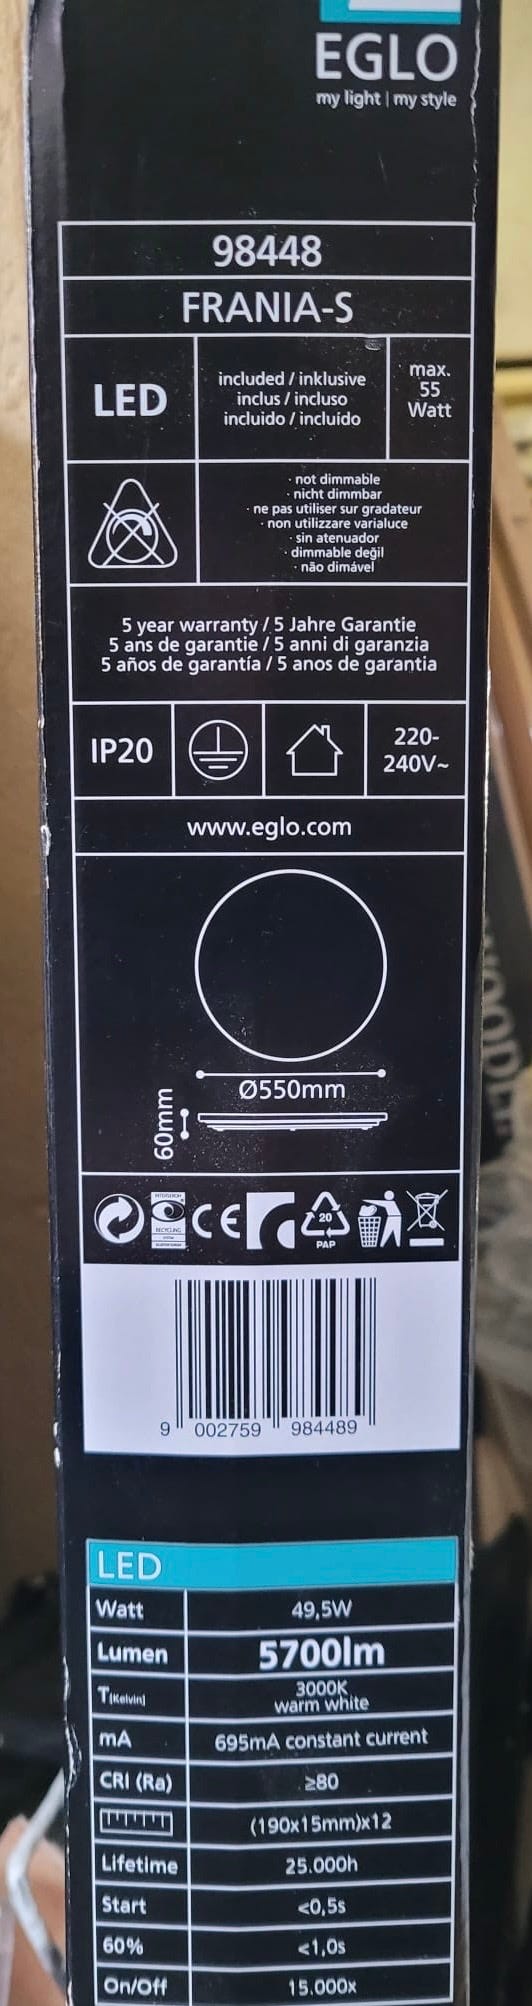 EGLO
my light | my style
98448
FRANIA-S
LED
included / inklusive
inclus / incluso
incluido / incluído
max.
55
Watt
· not dimmable
· nicht dimmbar
· ne pas utiliser sur gradateur
· non utilizzare varialuce
· sin atenuador
· dimmable değil
· não dimável
5 year warranty / 5 Jahre Garantie
5 ans de garantie / 5 anni di garanzia
5 años de garantía / 5 anos de garantia
IP20
220-
240V~
www.eglo.com
Ø550mm
60mm
INTERSEROH
RECYCLING
CE
20
PAP
9 002759 984489
LED
Watt 49,5W
Lumen 5700lm
T[Kelvin] 3000K
warm white
mA 695mA constant current
CRI (Ra) ≥80
(190x15mm)x12
Lifetime 25.000h
Start <0,5s
60% <1,0s
On/Off 15.000x